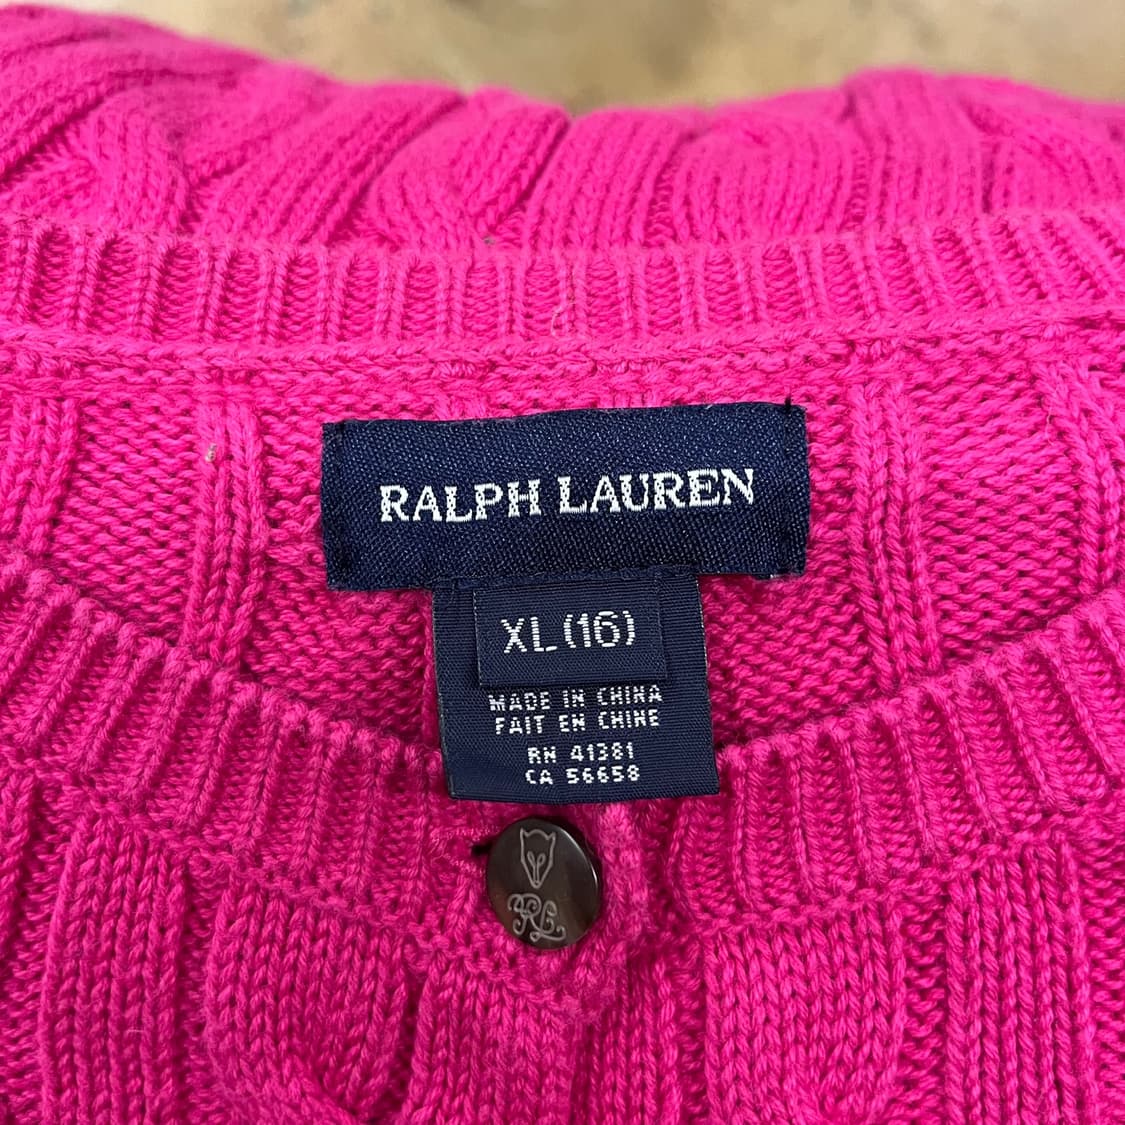 RALPH LAUREN
XL (16)
MADE IN CHINA
FAIT EN CHINE
RN 41381
CA 56658
RL